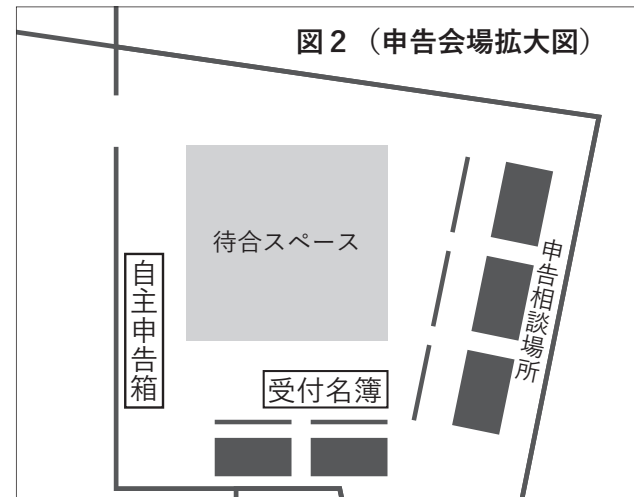 図2（申告会場拡大図）
待合スペース
自主申告箱
受付名簿
申告相談場所